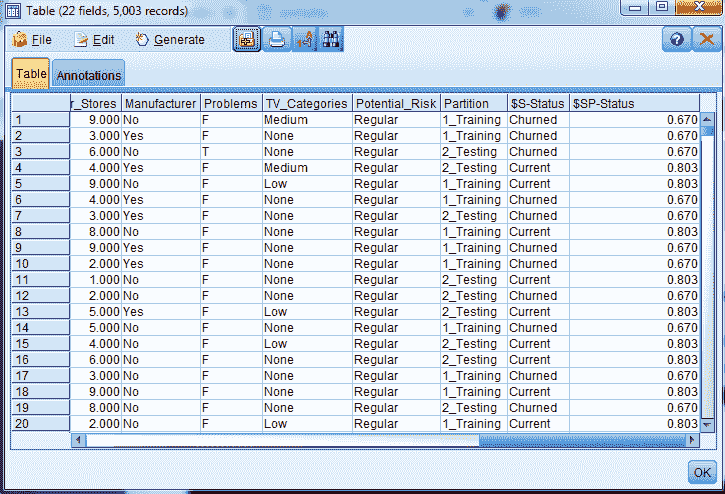 Table (22 fields, 5,003 records)
File Edit Generate
Table Annotations
r_Stores Manufacturer Problems TV_Categories Potential_Risk Partition $S-Status $SP-Status
1 9.000 No F Medium Regular 1_Training Churned 0.670
2 3.000 Yes F None Regular 1_Training Churned 0.670
3 6.000 No T None Regular 2_Testing Churned 0.670
4 4.000 Yes F Medium Regular 2_Testing Current 0.803
5 9.000 No F Low Regular 1_Training Current 0.803
6 4.000 Yes F None Regular 1_Training Churned 0.670
7 3.000 Yes F None Regular 2_Testing Churned 0.670
8 8.000 No F None Regular 1_Training Current 0.803
9 9.000 Yes F None Regular 1_Training Churned 0.670
10 2.000 Yes F None Regular 1_Training Churned 0.670
11 1.000 No F None Regular 2_Testing Current 0.803
12 2.000 No F None Regular 2_Testing Current 0.803
13 5.000 Yes F Low Regular 2_Testing Current 0.803
14 5.000 No F None Regular 1_Training Churned 0.670
15 4.000 No F Low Regular 2_Testing Current 0.803
16 6.000 No F None Regular 2_Testing Current 0.803
17 3.000 No F None Regular 1_Training Churned 0.670
18 9.000 No F None Regular 1_Training Current 0.803
19 8.000 No F None Regular 2_Testing Churned 0.670
20 2.000 No F Low Regular 1_Training Current 0.803
OK